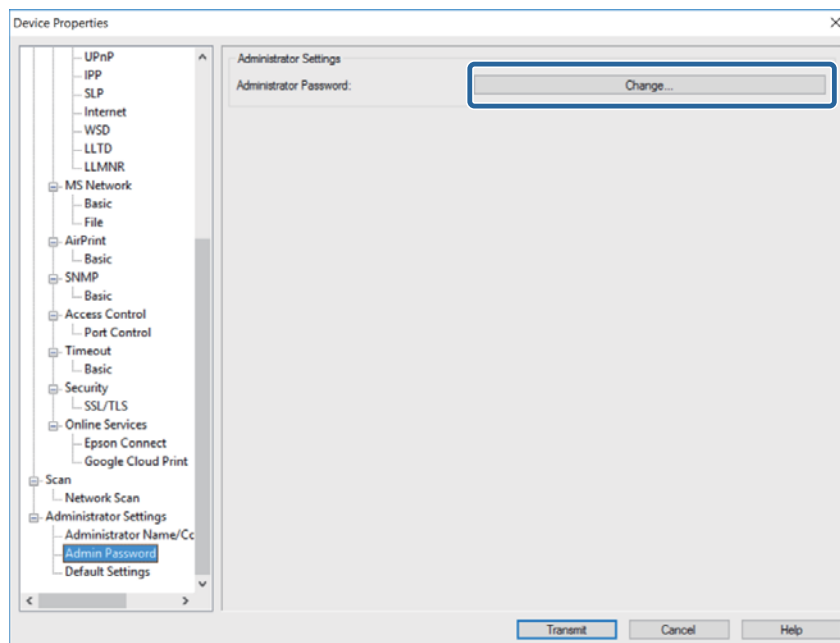 Device Properties
UPnP
IPP
SLP
Internet
WSD
LLTD
LLMNR
MS Network
Basic
File
AirPrint
Basic
SNMP
Basic
Access Control
Port Control
Timeout
Basic
Security
SSL/TLS
Online Services
Epson Connect
Google Cloud Print
Scan
Network Scan
Administrator Settings
Administrator Name/Cc
Admin Password
Default Settings
Administrator Settings
Administrator Password: Change...
Transmit Cancel Help